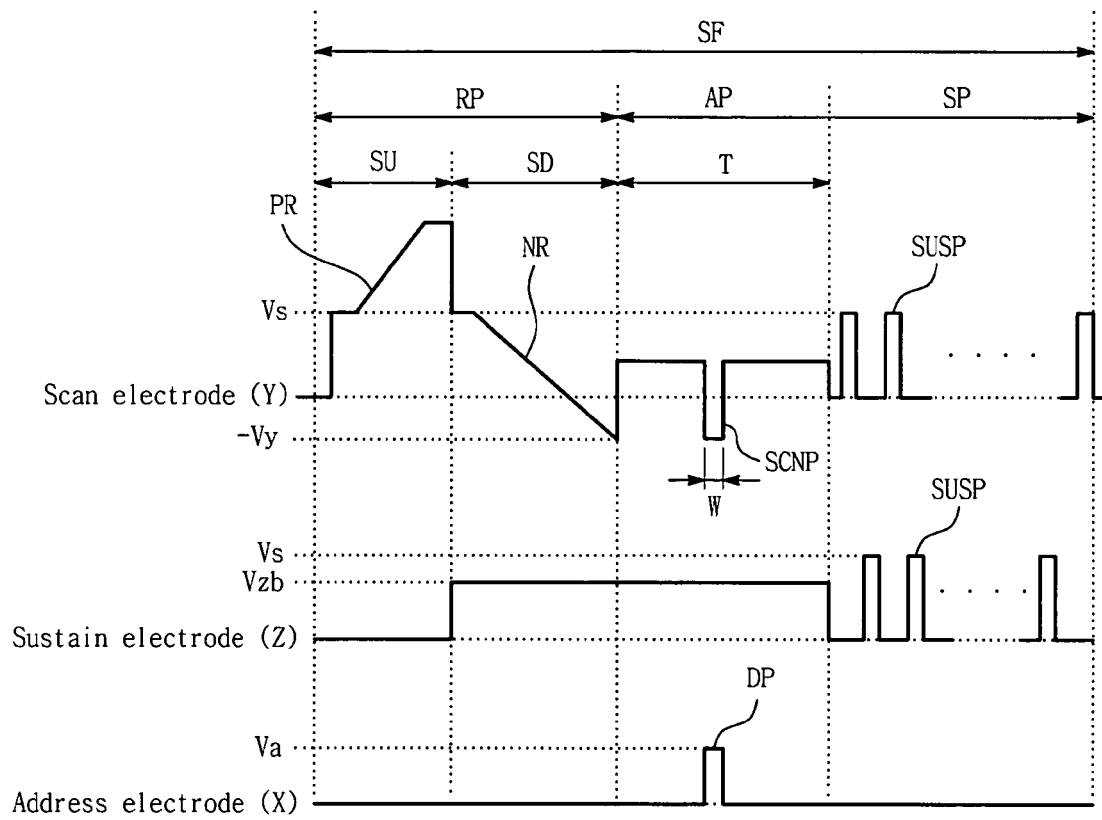 SF
RP AP SP
SU SD T
PR
NR
SUSP
Vs
Scan electrode (Y)
-Vy
SCNP
W
SUSP
Vs
Vzb
Sustain electrode (Z)
DP
Va
Address electrode (X)